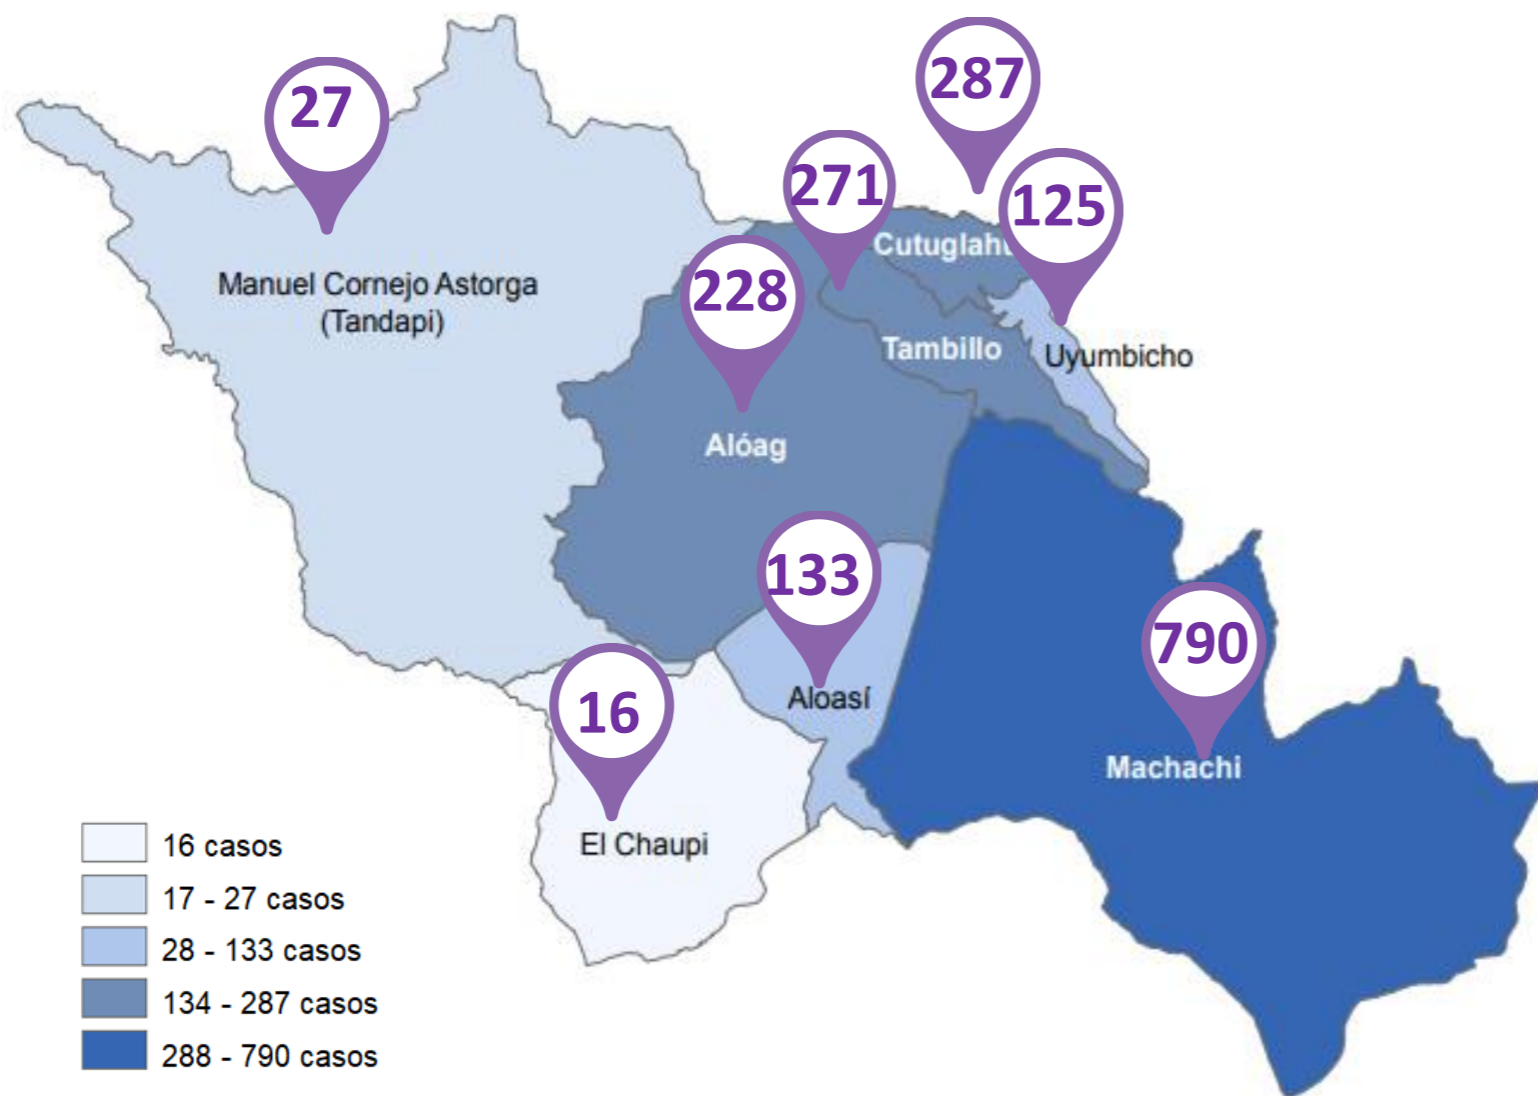 287
27
271
125
Cutuglah
228
Manuel Cornejo Astorga
(Tandapi)
Tambillo
Uyumbicho
Alóag
133
790
16
Aloasí
Machachi
El Chaupi
16 casos
17 - 27 casos
28 - 133 casos
134 - 287 casos
288 - 790 casos